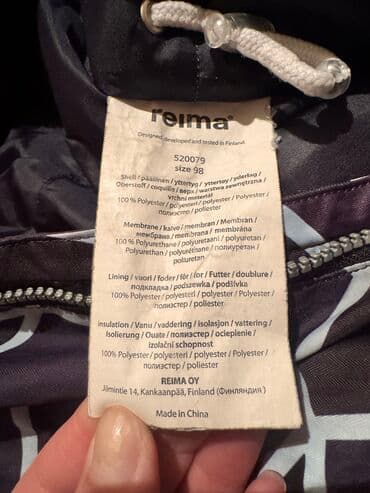 reima®
Designed, developed and tested in Finland.
520079
size 98
Shell / päällinen / yttertyg / yttertøy / yderlag /
Oberstoff / coquille / верх / warstwa zewnętrzna /
Vrchní materiál
100 % Polyester / polyesteri / polyester / Polyester /
полиэстер / poliester
Membrane / kalvo / membran / Membran /
мембрана / membrana / membrána
100 % Polyurethane / polyuretaani / polyuretan /
Polyurethan / polyuréthane / полиуретан /
poliuretan
Lining / vuori / foder / fór / for / Futter / doublure /
подкладка / podszewka / podšívka
100% Polyester / polyesteri / polyester / Polyester /
полиэстер / poliester
insulation / Vanu / vaddering / isolasjon / vattering /
Isolierung / Ouate / полиэстер / ocieplenie /
izolační schopnost
100% Polyester / polyesteri / polyester / Polyester /
полиэстер / poliester
REIMA OY
Jämintie 14, Kankaanpää, Finland (Финляндия )
Made in China